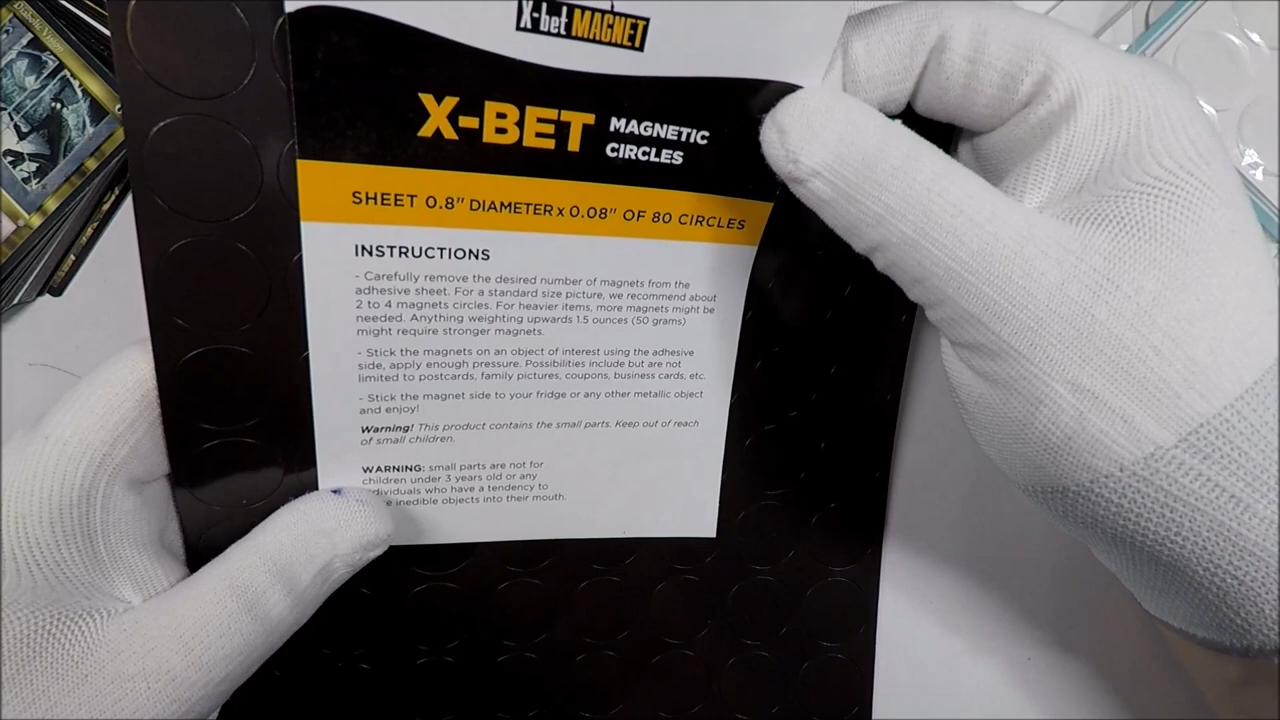 Diabolic Vision
X-bet MAGNET
X-BET MAGNETIC
CIRCLES
SHEET 0.8" DIAMETER x 0.08" OF 80 CIRCLES
INSTRUCTIONS
- Carefully remove the desired number of magnets from the
adhesive sheet. For a standard size picture, we recommend about
2 to 4 magnets circles. For heavier items, more magnets might be
needed. Anything weighting upwards 1.5 ounces (50 grams)
might require stronger magnets.
- Stick the magnets on an object of interest using the adhesive
side, apply enough pressure. Possibilities include but are not
limited to postcards, family pictures, coupons, business cards, etc.
- Stick the magnet side to your fridge or any other metallic object
and enjoy!
Warning! This product contains the small parts. Keep out of reach
of small children.
WARNING: small parts are not for
children under 3 years old or any
who have a tendency to
inedible objects into their mouth.